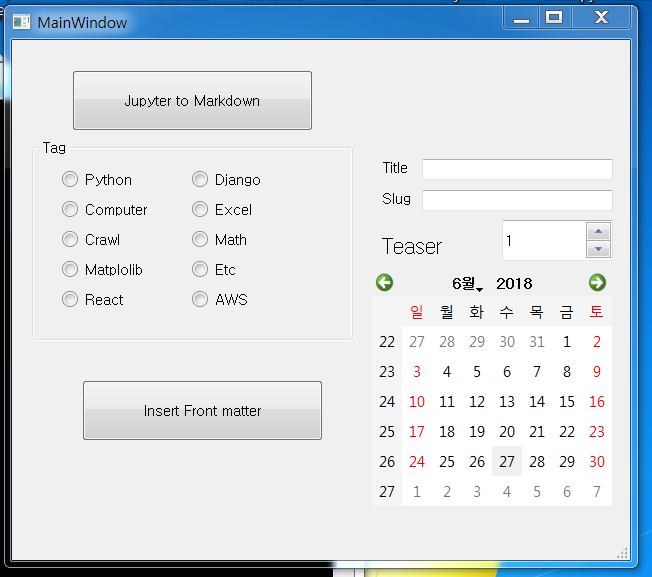 MainWindow
Jupyter to Markdown
Tag
Python Django
Computer Excel
Crawl Math
Matplolib Etc
React AWS
Insert Front matter
Title
Slug
Teaser 1
6월 2018
일 월 화 수 목 금 토
22 27 28 29 30 31 1 2
23 3 4 5 6 7 8 9
24 10 11 12 13 14 15 16
25 17 18 19 20 21 22 23
26 24 25 26 27 28 29 30
27 1 2 3 4 5 6 7